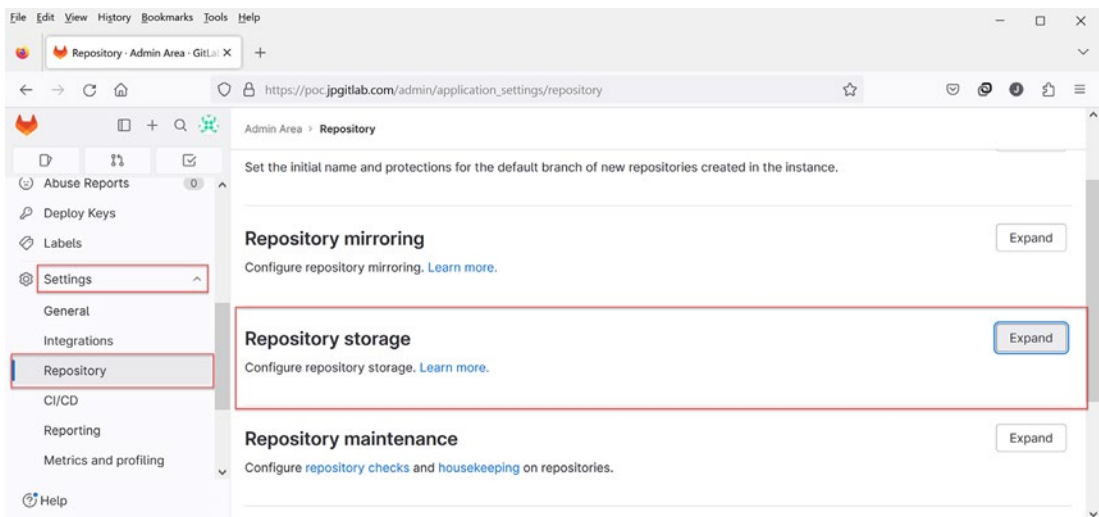 File Edit View History Bookmarks Tools Help
Repository · Admin Area · GitLab
https://poc.jpgitlab.com/admin/application_settings/repository
Admin Area > Repository
Set the initial name and protections for the default branch of new repositories created in the instance.
Abuse Reports 0
Deploy Keys
Labels
Settings
General
Integrations
Repository
CI/CD
Reporting
Metrics and profiling
Help
Repository mirroring
Expand
Configure repository mirroring. Learn more.
Repository storage
Expand
Configure repository storage. Learn more.
Repository maintenance
Expand
Configure repository checks and housekeeping on repositories.